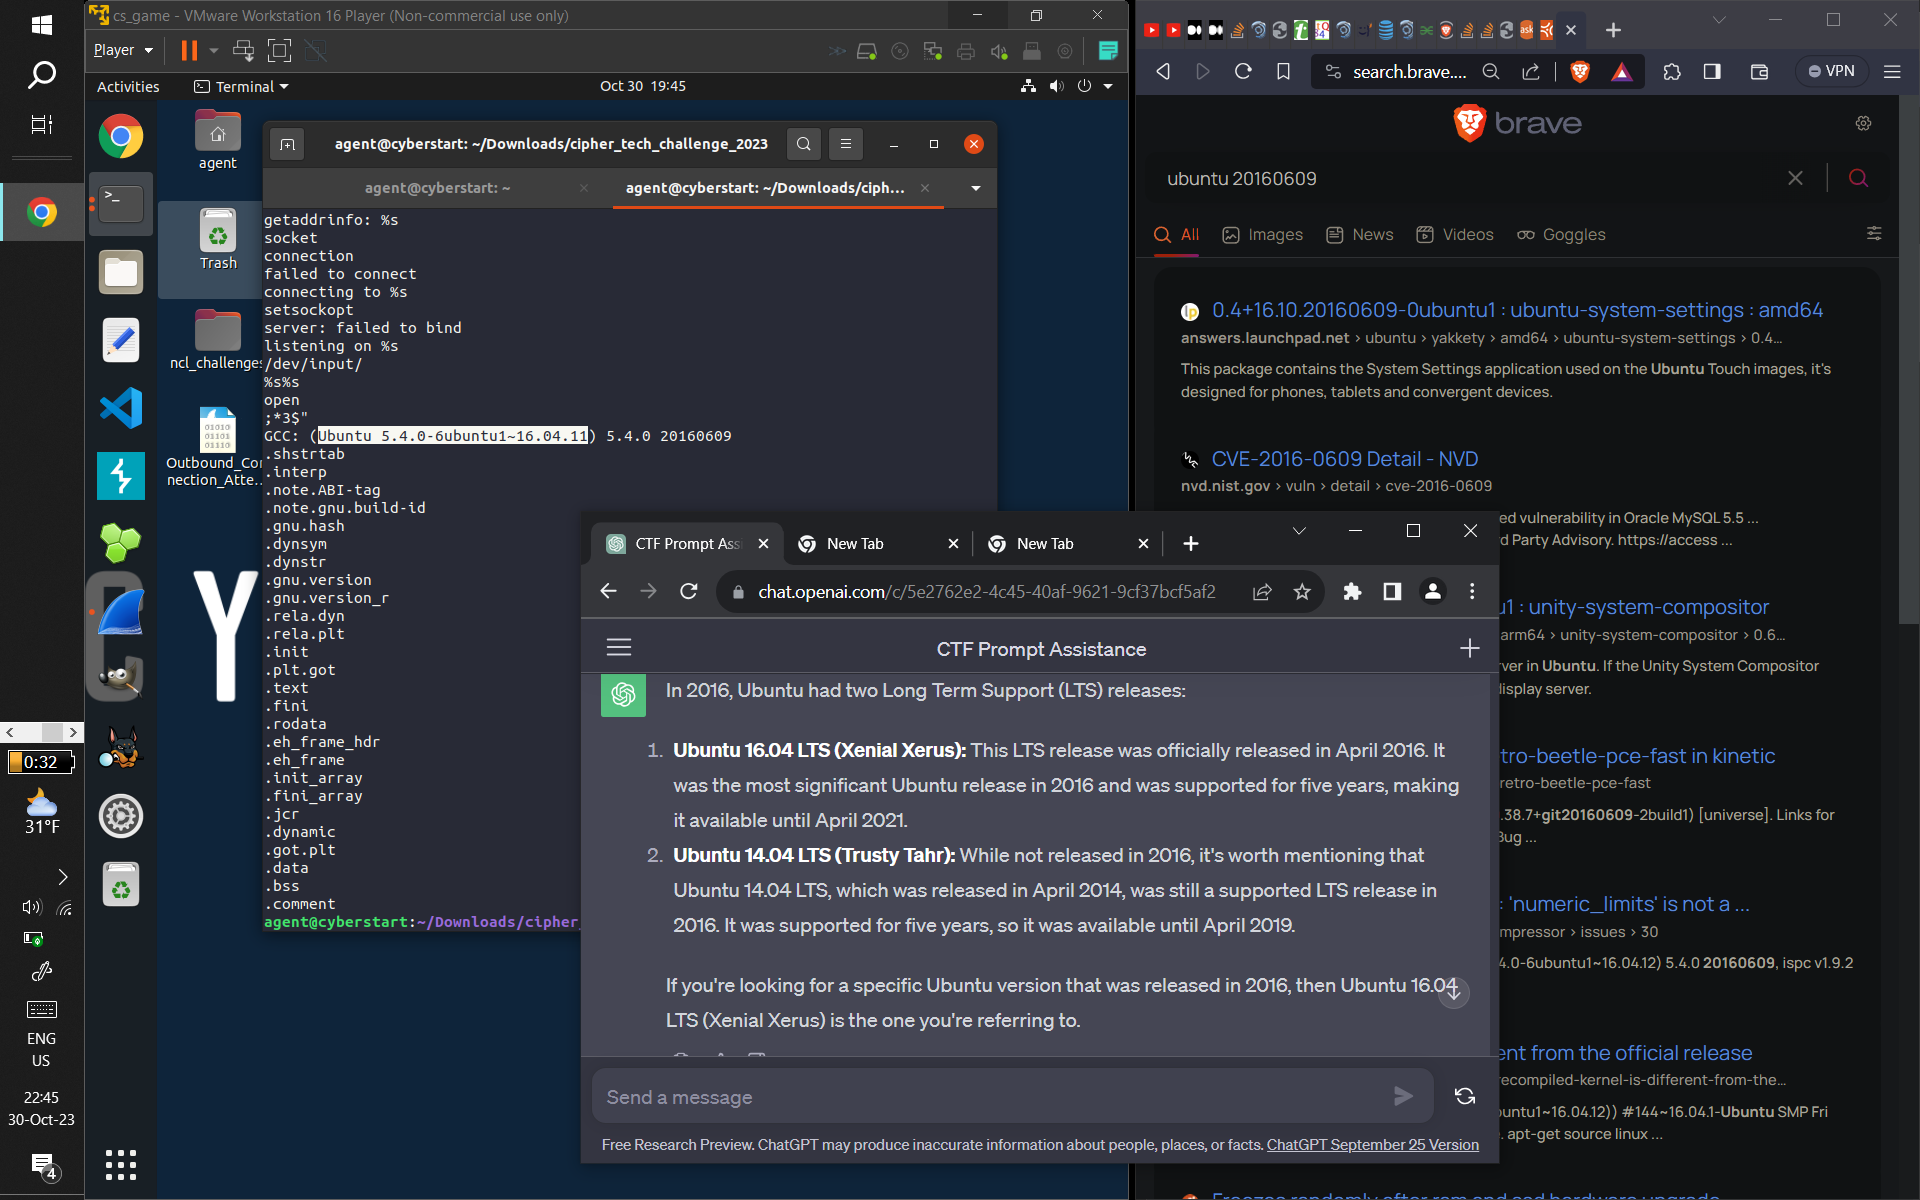 cs_game - VMware Workstation 16 Player (Non-commercial use only)
Player
Activities
Terminal
Oct 30 19:45
agent
Trash
ncl_challenges
Outbound_Con
nection_Atte...
Y
agent@cyberstart: ~/Downloads/cipher_tech_challenge_2023
agent@cyberstart: ~
agent@cyberstart: ~/Downloads/ciph...
getaddrinfo: %s
socket
connection
failed to connect
connecting to %s
setsockopt
server: failed to bind
listening on %s
/dev/input/
%s%s
open
;*3$"
GCC: (Ubuntu 5.4.0-6ubuntu1~16.04.11) 5.4.0 20160609
.shstrtab
.interp
.note.ABI-tag
.note.gnu.build-id
.gnu.hash
.dynsym
.dynstr
.gnu.version
.gnu.version_r
.rela.dyn
.rela.plt
.init
.plt.got
.text
.fini
.rodata
.eh_frame_hdr
.eh_frame
.init_array
.fini_array
.jcr
.dynamic
.got.plt
.data
.bss
.comment
agent@cyberstart:~/Downloads/cipher_
0:32
31°F
ENG
US
22:45
30-Oct-23
4
search.brave....
VPN
brave
ubuntu 20160609
All
Images
News
Videos
Goggles
0.4+16.10.20160609-0ubuntu1 : ubuntu-system-settings : amd64
answers.launchpad.net › ubuntu › yakkety › amd64 › ubuntu-system-settings › 0.4...
This package contains the System Settings application used on the Ubuntu Touch images, it's
designed for phones, tablets and convergent devices.
CVE-2016-0609 Detail - NVD
nvd.nist.gov › vuln › detail › cve-2016-0609
ed vulnerability in Oracle MySQL 5.5 ...
d Party Advisory. https://access ...
u1 : unity-system-compositor
arm64 › unity-system-compositor › 0.6...
ver in Ubuntu. If the Unity System Compositor
display server.
tro-beetle-pce-fast in kinetic
retro-beetle-pce-fast
.38.7+git20160609-2build1) [universe]. Links for
Bug ...
: 'numeric_limits' is not a ...
mpressor › issues › 30
4.0-6ubuntu1~16.04.12) 5.4.0 20160609, ispc v1.9.2
ent from the official release
recompiled-kernel-is-different-from-the...
buntu1~16.04.12)) #144~16.04.1-Ubuntu SMP Fri
. apt-get source linux ...
CTF Prompt Ass
New Tab
New Tab
chat.openai.com/c/5e2762e2-4c45-40af-9621-9cf37bcf5af2
CTF Prompt Assistance
In 2016, Ubuntu had two Long Term Support (LTS) releases:
1. Ubuntu 16.04 LTS (Xenial Xerus): This LTS release was officially released in April 2016. It
was the most significant Ubuntu release in 2016 and was supported for five years, making
it available until April 2021.
2. Ubuntu 14.04 LTS (Trusty Tahr): While not released in 2016, it's worth mentioning that
Ubuntu 14.04 LTS, which was released in April 2014, was still a supported LTS release in
2016. It was supported for five years, so it was available until April 2019.
If you're looking for a specific Ubuntu version that was released in 2016, then Ubuntu 16.04
LTS (Xenial Xerus) is the one you're referring to.
Send a message
Free Research Preview. ChatGPT may produce inaccurate information about people, places, or facts. ChatGPT September 25 Version